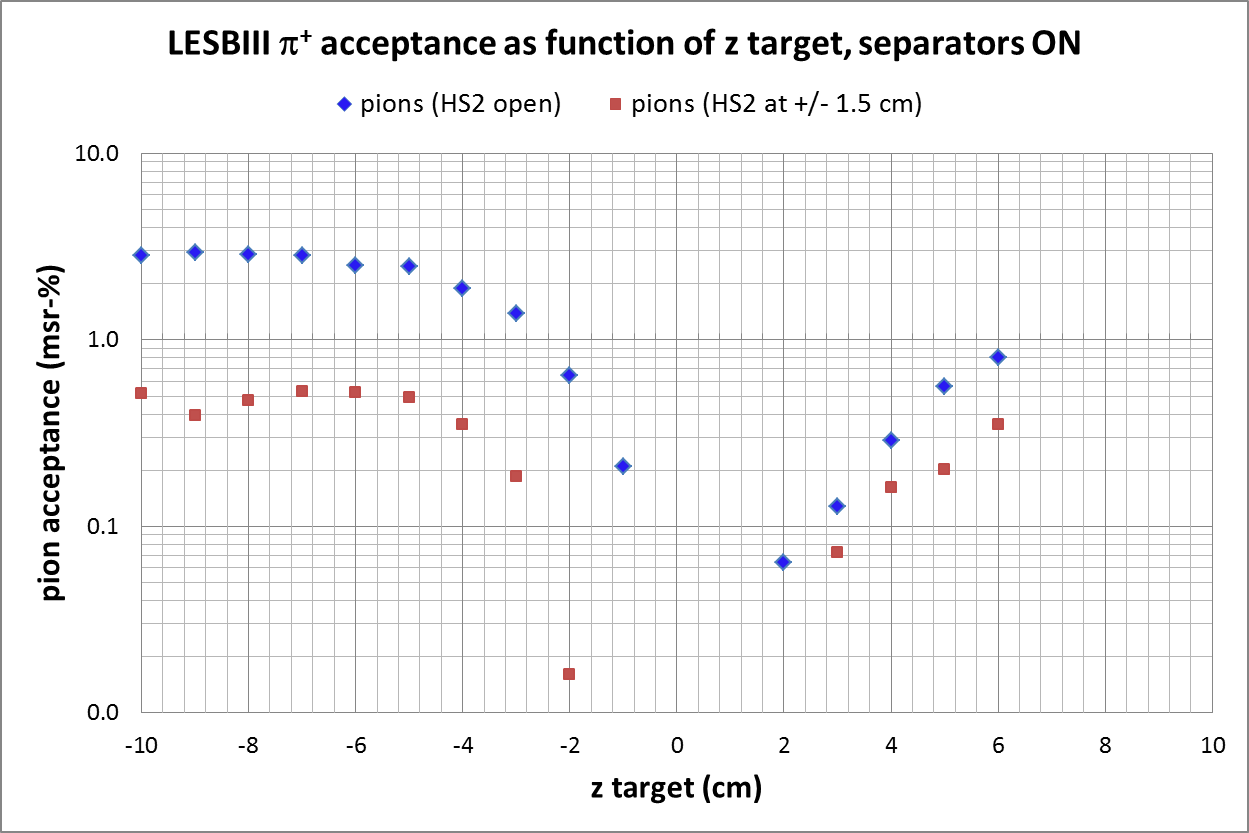 LESBIII π⁺ acceptance as function of z target, separators ON
pions (HS2 open) pions (HS2 at +/- 1.5 cm)
10.0
1.0
0.1
0.0
pion acceptance (msr-%)
-10 -8 -6 -4 -2 0 2 4 6 8 10
z target (cm)